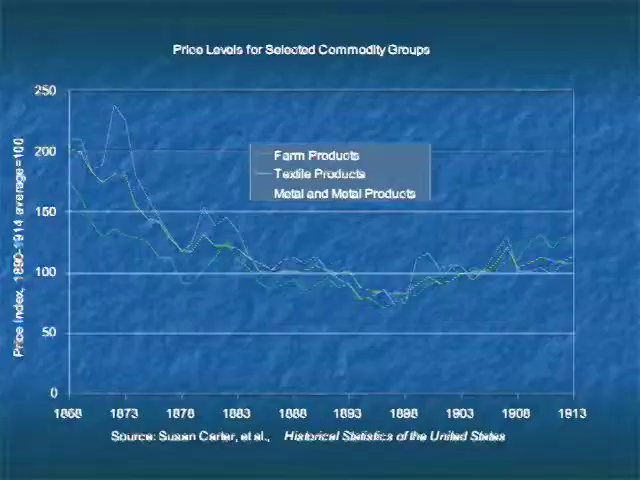 Price Levels for Selected Commodity Groups
Price Index, 1890-1914 average=100
250
200
150
100
50
0
Farm Products
Textile Products
Metal and Metal Products
1868 1873 1878 1883 1888 1893 1898 1903 1908 1913
Source: Susan Carter, et al., Historical Statistics of the United States